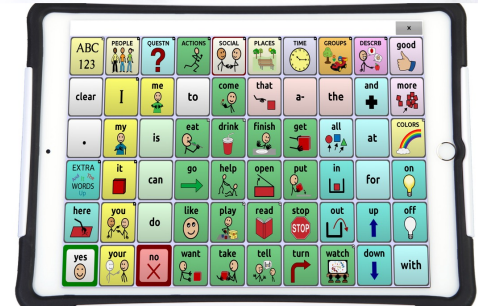 x
ABC 123 PEOPLE QUESTN ACTIONS SOCIAL PLACES TIME GROUPS DESCRB good
clear I me to come that a- the and more
. my is eat drink finish get all at COLORS
EXTRA WORDS Up it can go help open put in for on
here you do like play read stop STOP out up off
yes your no want take tell turn watch down with